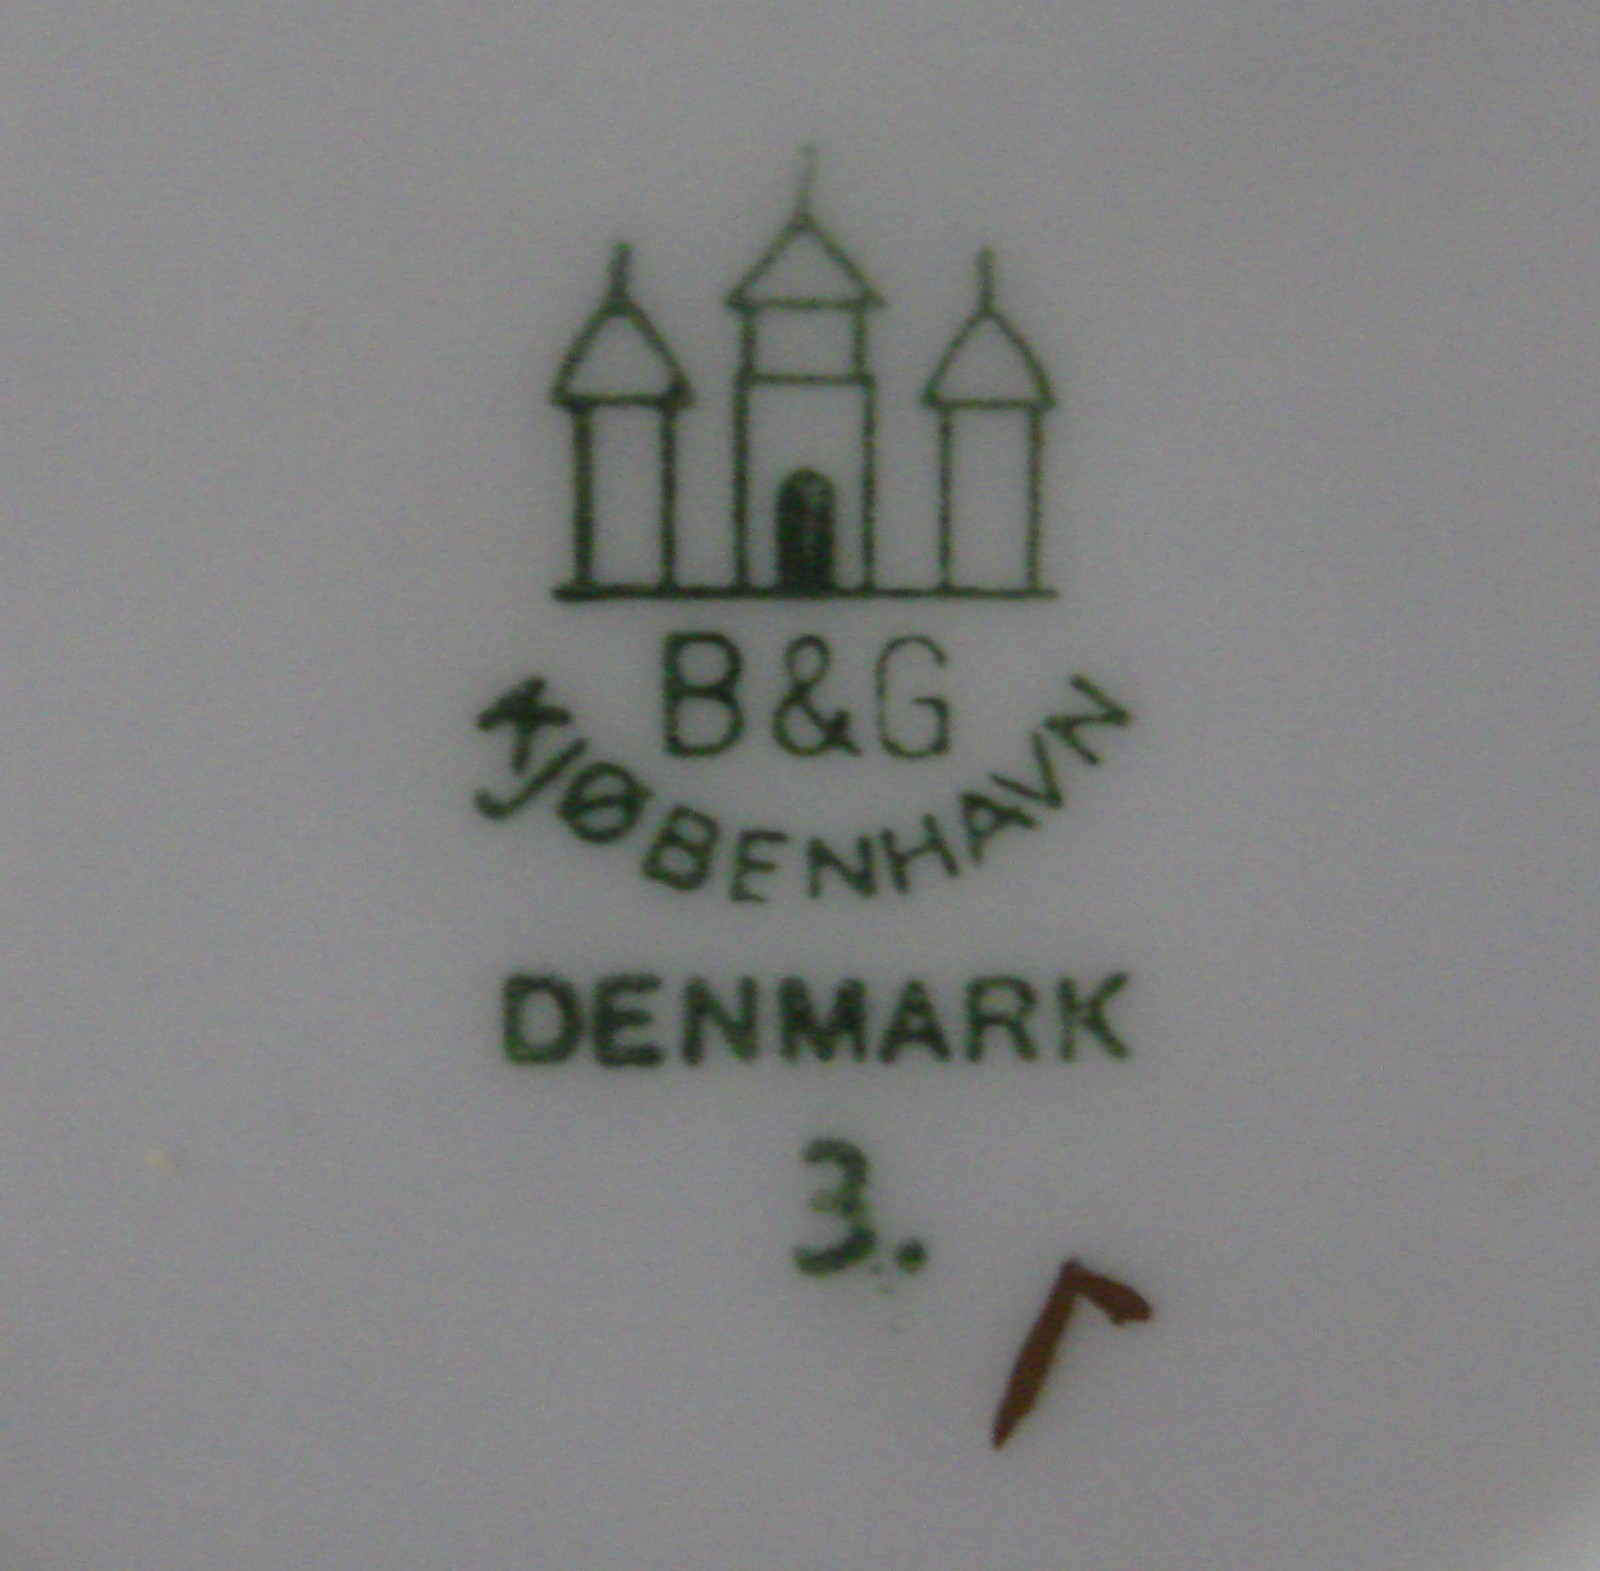 B&G
KJØBENHAVN
DENMARK
3.